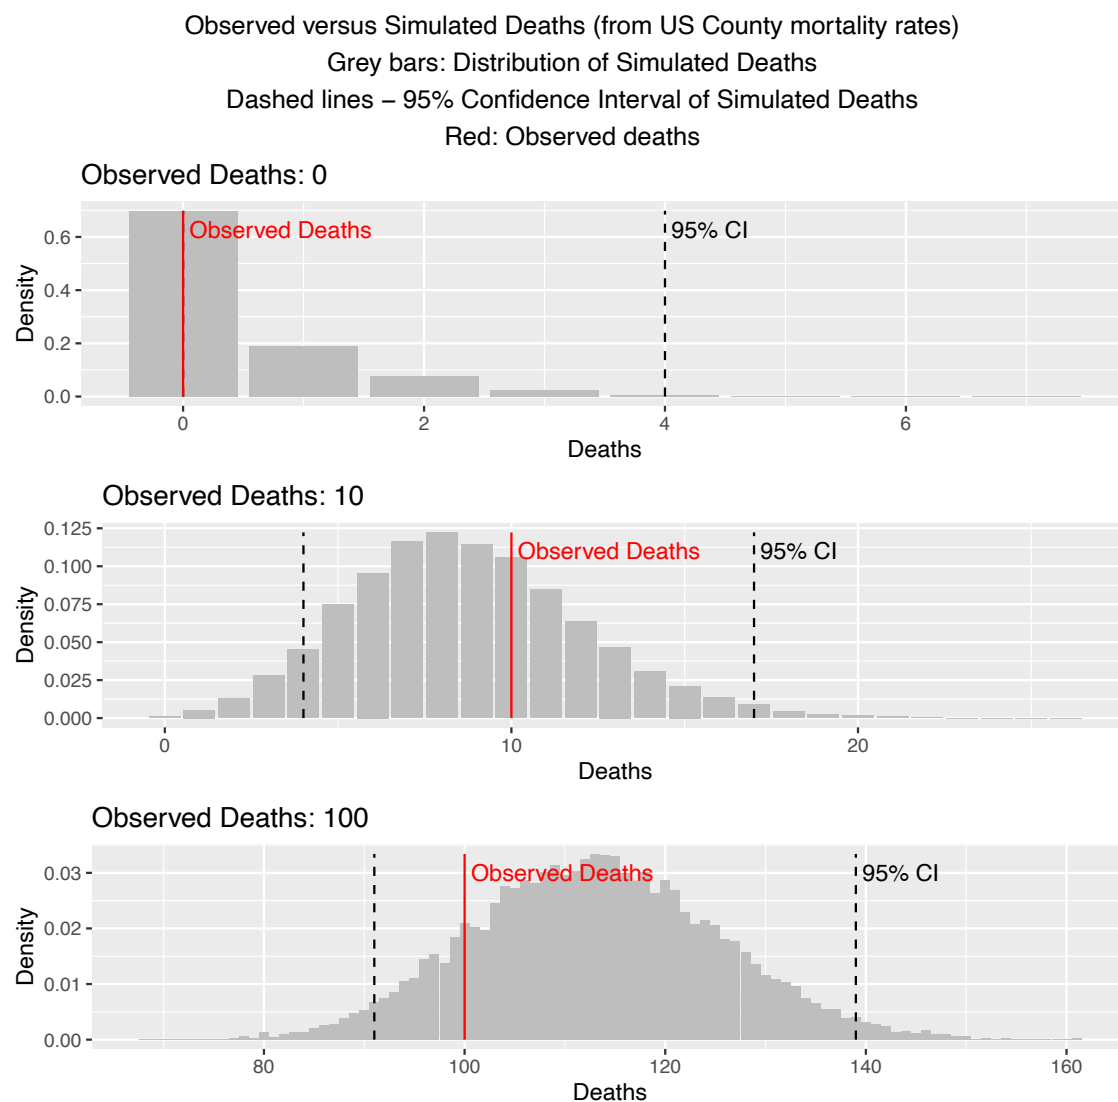 Observed versus Simulated Deaths (from US County mortality rates)
Grey bars: Distribution of Simulated Deaths
Dashed lines – 95% Confidence Interval of Simulated Deaths
Red: Observed deaths
Observed Deaths: 0
Observed Deaths
95% CI
0.6
0.4
0.2
0.0
Density
0 2 4 6
Deaths
Observed Deaths: 10
Observed Deaths
95% CI
0.125
0.100
0.075
0.050
0.025
0.000
Density
0 10 20
Deaths
Observed Deaths: 100
Observed Deaths
95% CI
0.03
0.02
0.01
0.00
Density
80 100 120 140 160
Deaths